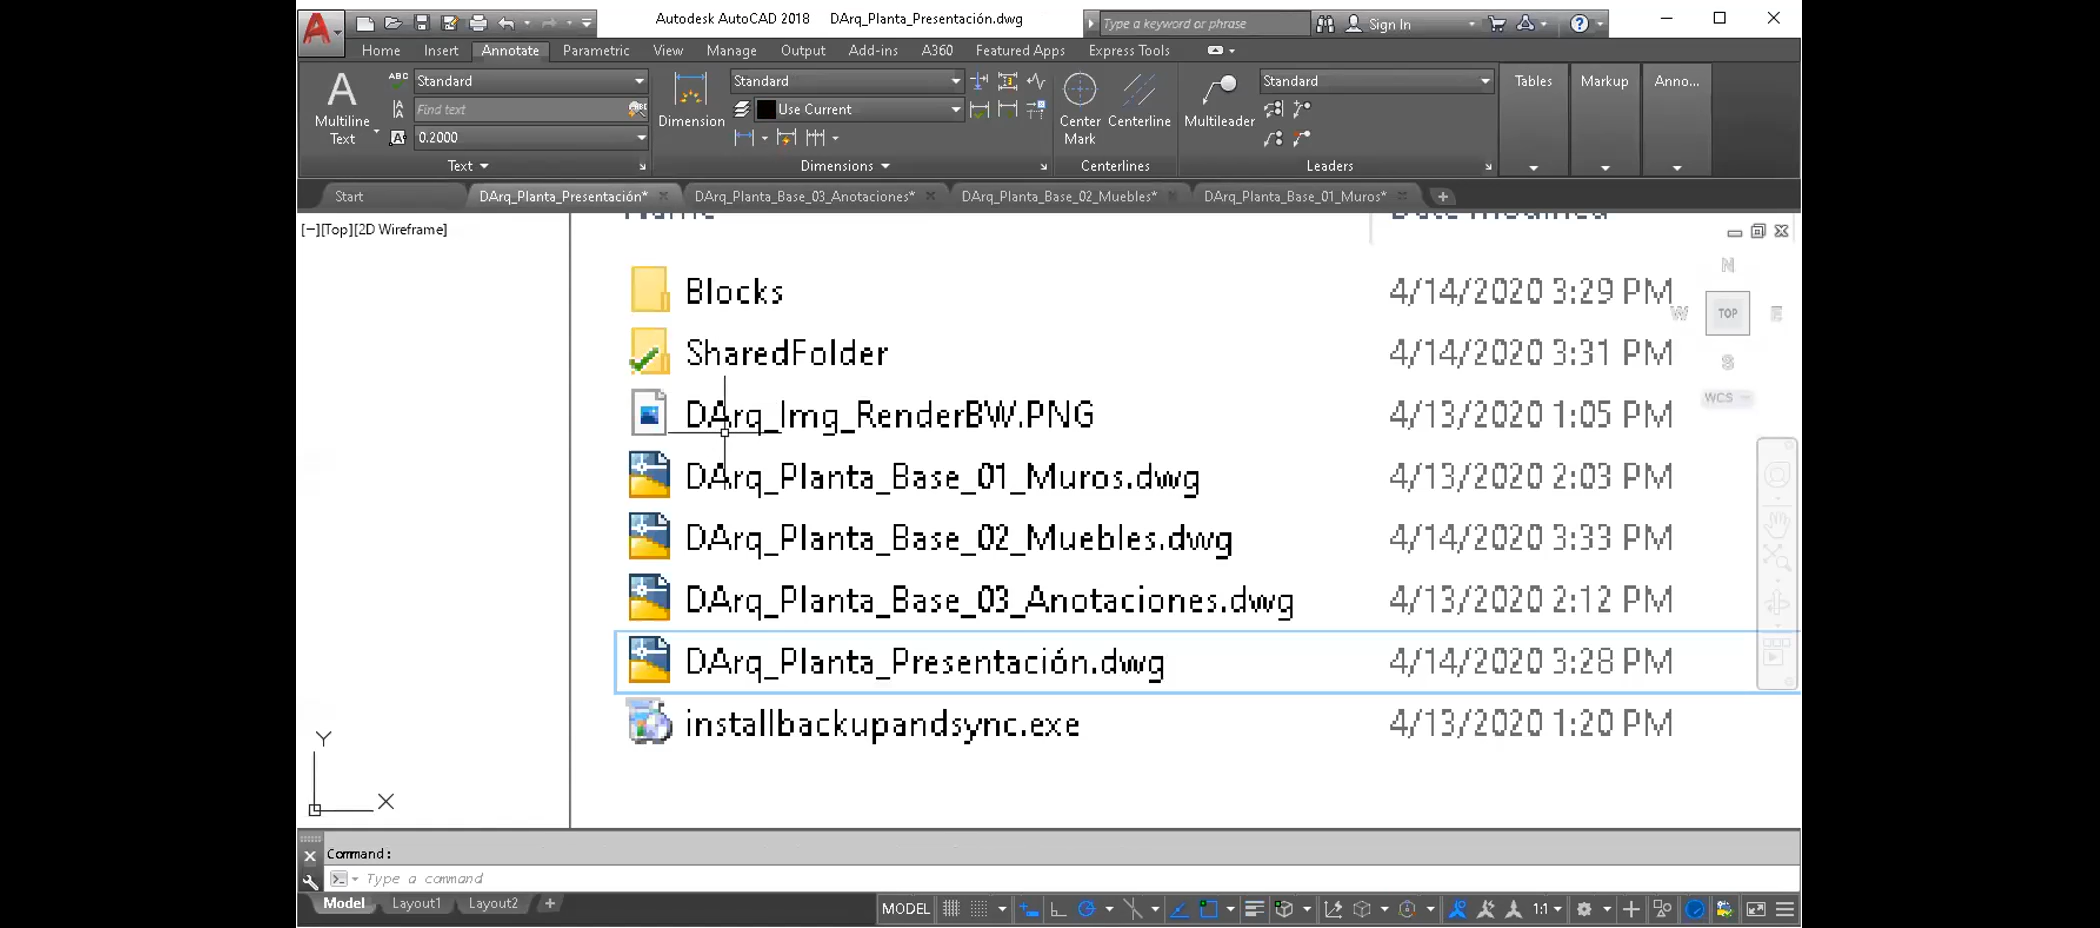 Autodesk AutoCAD 2018 DArq_Planta_Presentación.dwg
Type a keyword or phrase
Sign In
Home Insert Annotate Parametric View Manage Output Add-ins A360 Featured Apps Express Tools
A ABC Standard Standard Standard Tables Markup Anno...
Find text Use Current
Multiline Text
0.2000
Dimension
Center Mark
Centerline
Multileader
Text Dimensions Centerlines Leaders
Start DArq_Planta_Presentación* DArq_Planta_Base_03_Anotaciones* DArq_Planta_Base_02_Muebles* DArq_Planta_Base_01_Muros*
[−][Top][2D Wireframe]
Name Date modified
N
W TOP E
S
WCS
Blocks 4/14/2020 3:29 PM
SharedFolder 4/14/2020 3:31 PM
DArq_Img_RenderBW.PNG 4/13/2020 1:05 PM
DArq_Planta_Base_01_Muros.dwg 4/13/2020 2:03 PM
DArq_Planta_Base_02_Muebles.dwg 4/14/2020 3:33 PM
DArq_Planta_Base_03_Anotaciones.dwg 4/13/2020 2:12 PM
DArq_Planta_Presentación.dwg 4/14/2020 3:28 PM
installbackupandsync.exe 4/13/2020 1:20 PM
Y
X
Command:
Type a command
Model Layout1 Layout2 + MODEL 1:1